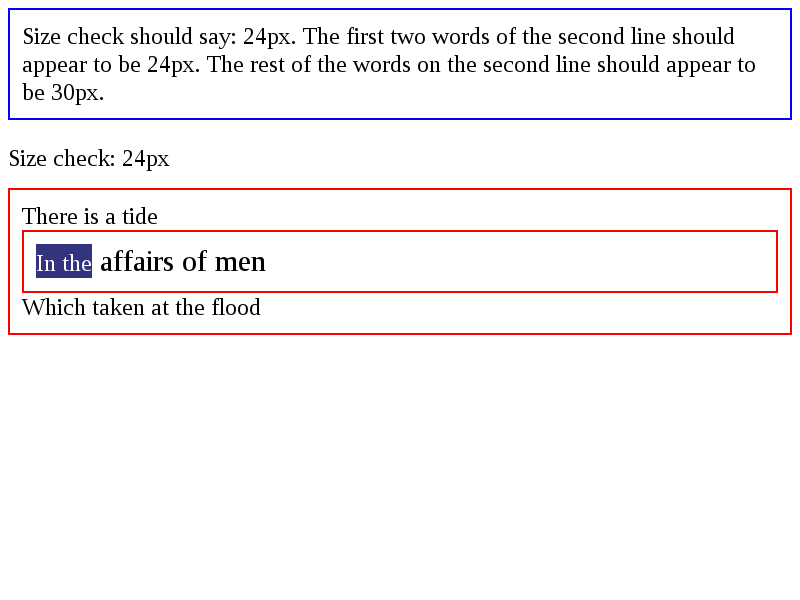 Size check should say: 24px. The first two words of the second line should
appear to be 24px. The rest of the words on the second line should appear to
be 30px.
Size check: 24px
There is a tide
In the affairs of men
Which taken at the flood